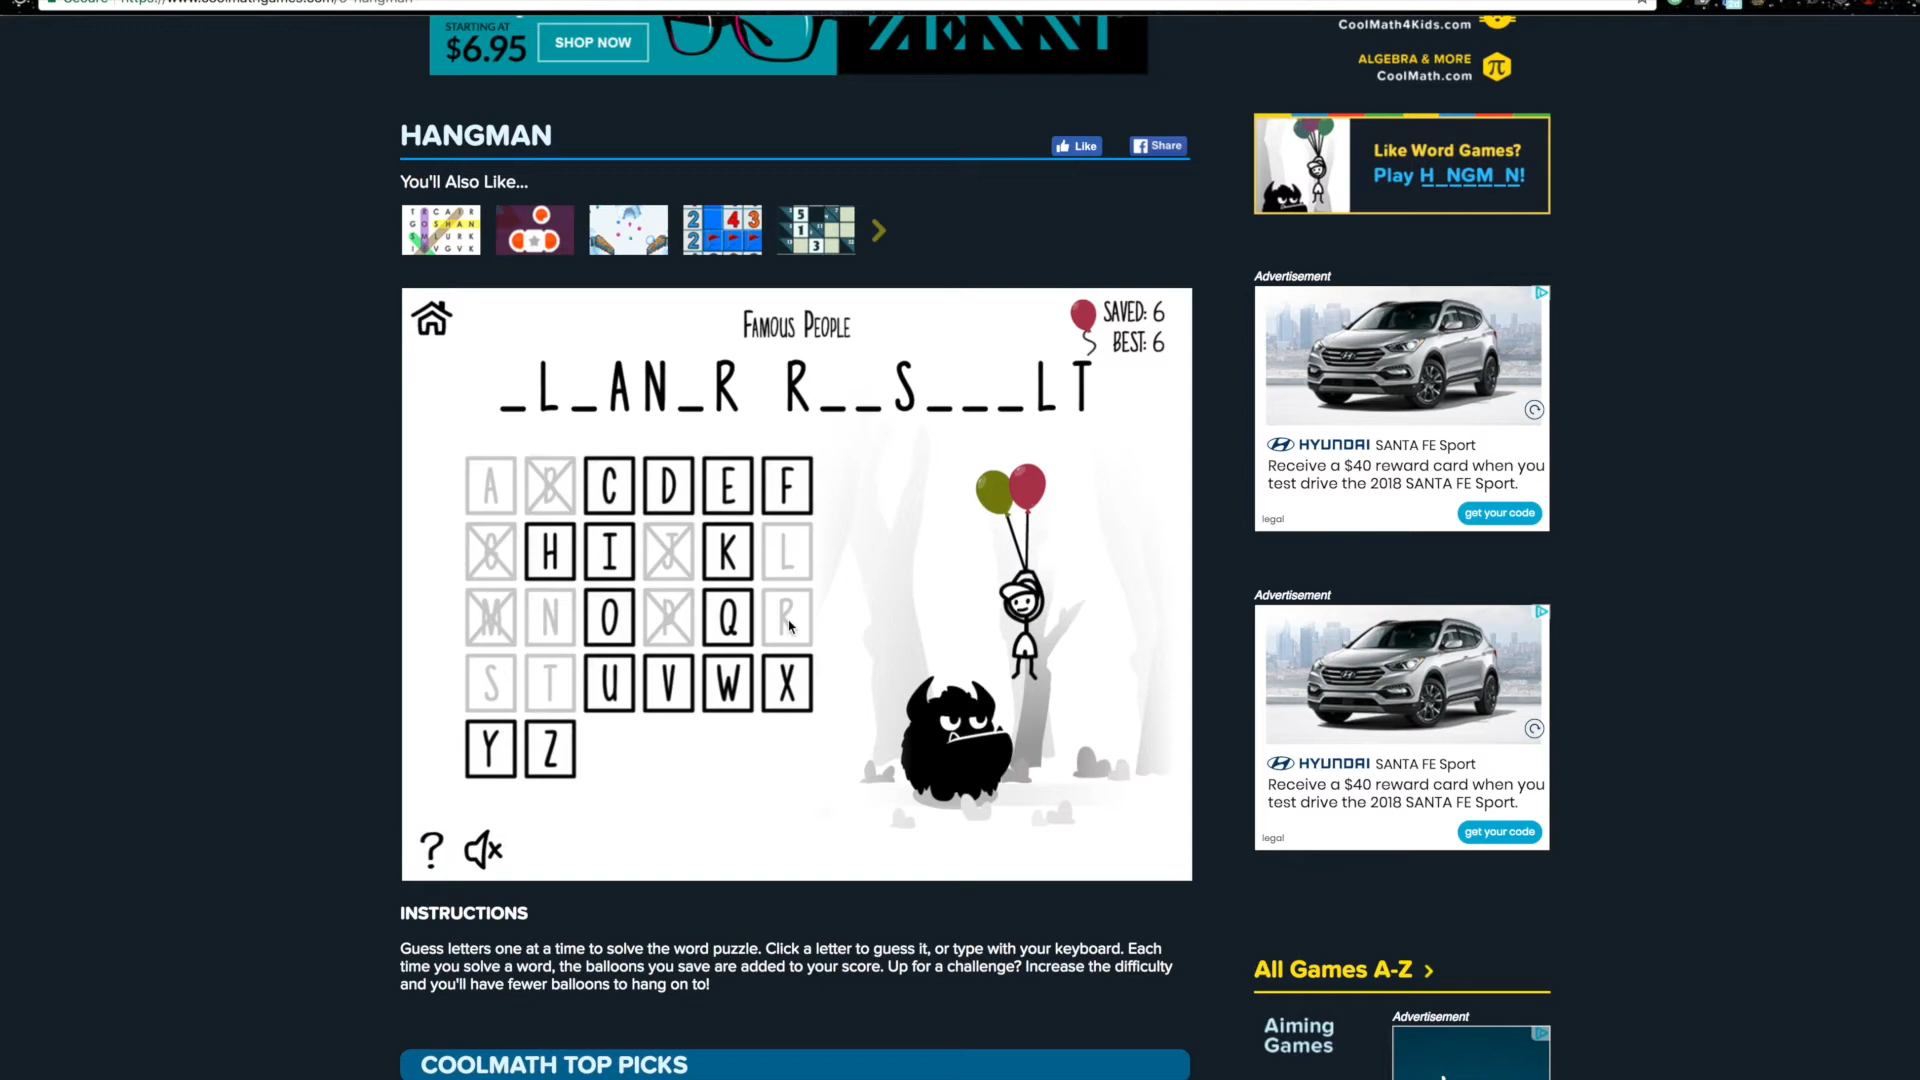 STARTING AT
$6.95
SHOP NOW
ZENNI
CoolMath4Kids.com
ALGEBRA & MORE
CoolMath.com
π
HANGMAN
Like
Share
Like Word Games?
Play H_NGM_N!
You'll Also Like...
Advertisement
FAMOUS PEOPLE
SAVED: 6
BEST: 6
_L_AN_R R__S___LT
A B C D E F
G H I J K L
M N O P Q R
S T U V W X
Y Z
?
HYUNDAI SANTA FE Sport
Receive a $40 reward card when you
test drive the 2018 SANTA FE Sport.
get your code
legal
Advertisement
HYUNDAI SANTA FE Sport
Receive a $40 reward card when you
test drive the 2018 SANTA FE Sport.
get your code
legal
INSTRUCTIONS
Guess letters one at a time to solve the word puzzle. Click a letter to guess it, or type with your keyboard. Each
time you solve a word, the balloons you save are added to your score. Up for a challenge? Increase the difficulty
and you'll have fewer balloons to hang on to!
All Games A-Z >
Aiming
Games
Advertisement
COOLMATH TOP PICKS